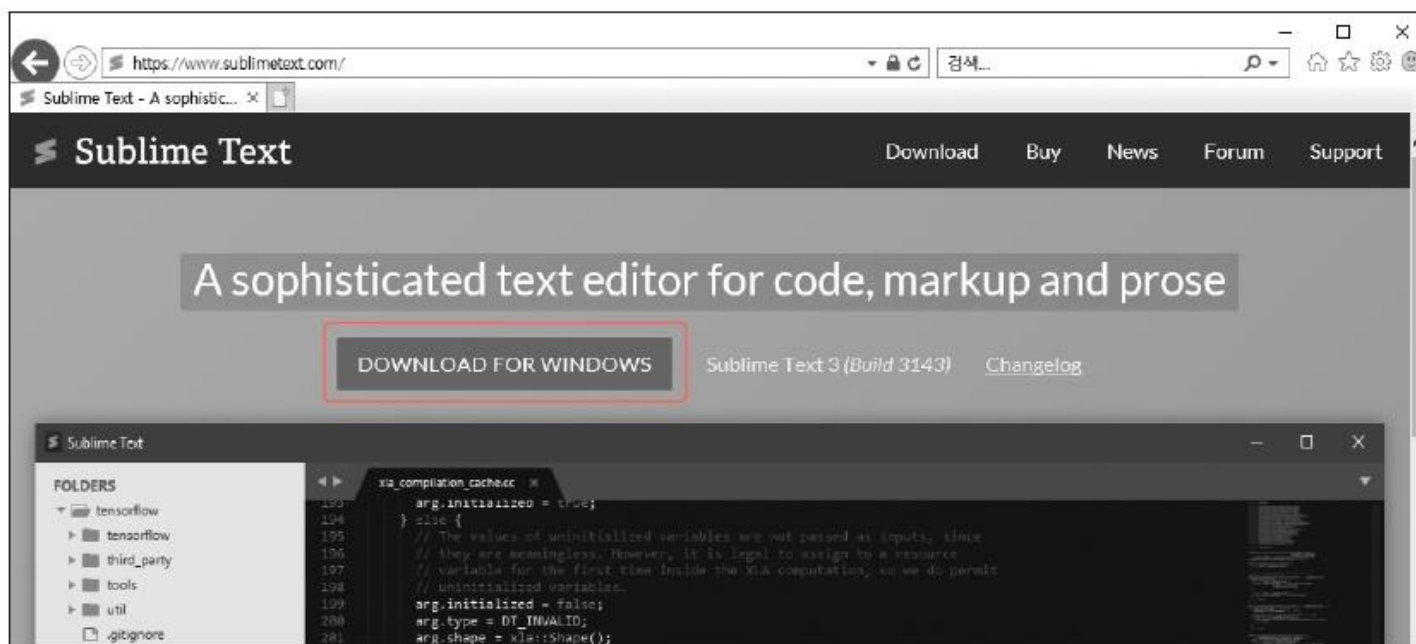 https://www.sublimetext.com/
검색...
Sublime Text - A sophistic...
Sublime Text
Download Buy News Forum Support
A sophisticated text editor for code, markup and prose
DOWNLOAD FOR WINDOWS Sublime Text 3 (Build 3143) Changelog
Sublime Text
FOLDERS
tensorflow
tensorflow
third_party
tools
util
.gitignore
xla_compilation_cache.cc
193 arg.initialized = true;
194 } else {
195 // The values of uninitialized variables are not passed as inputs, since
196 // they are meaningless. However, it is legal to assign to a resource
197 // variable for the first time inside the XLA computation, so we do permit
198 // uninitialized variables.
199 arg.initialized = false;
200 arg.type = DT_INVALID;
201 arg.shape = xla::Shape();